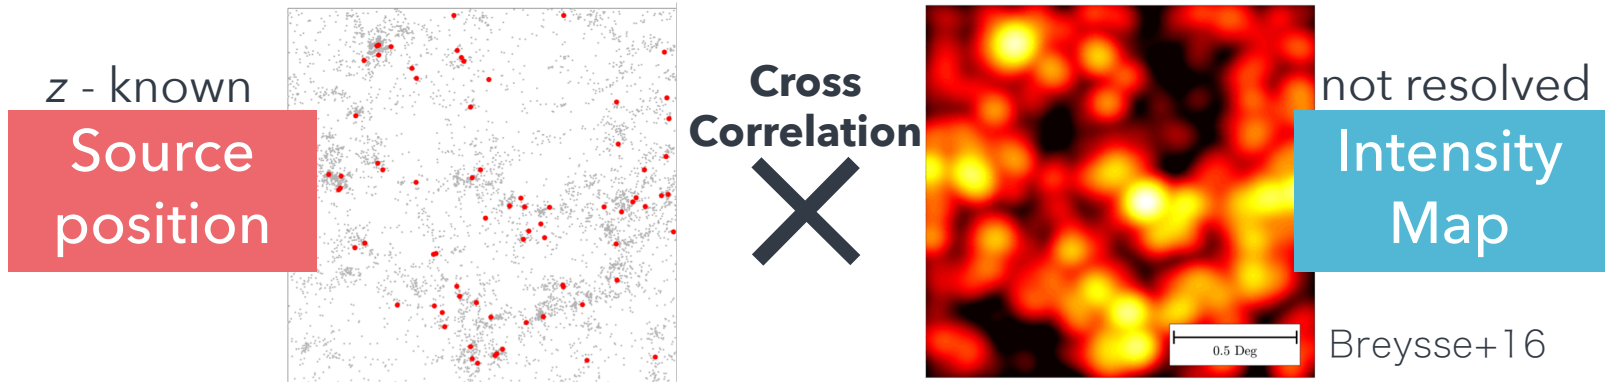 z - known
Source
position
Cross
Correlation
not resolved
Intensity
Map
0.5 Deg
Breysse+16